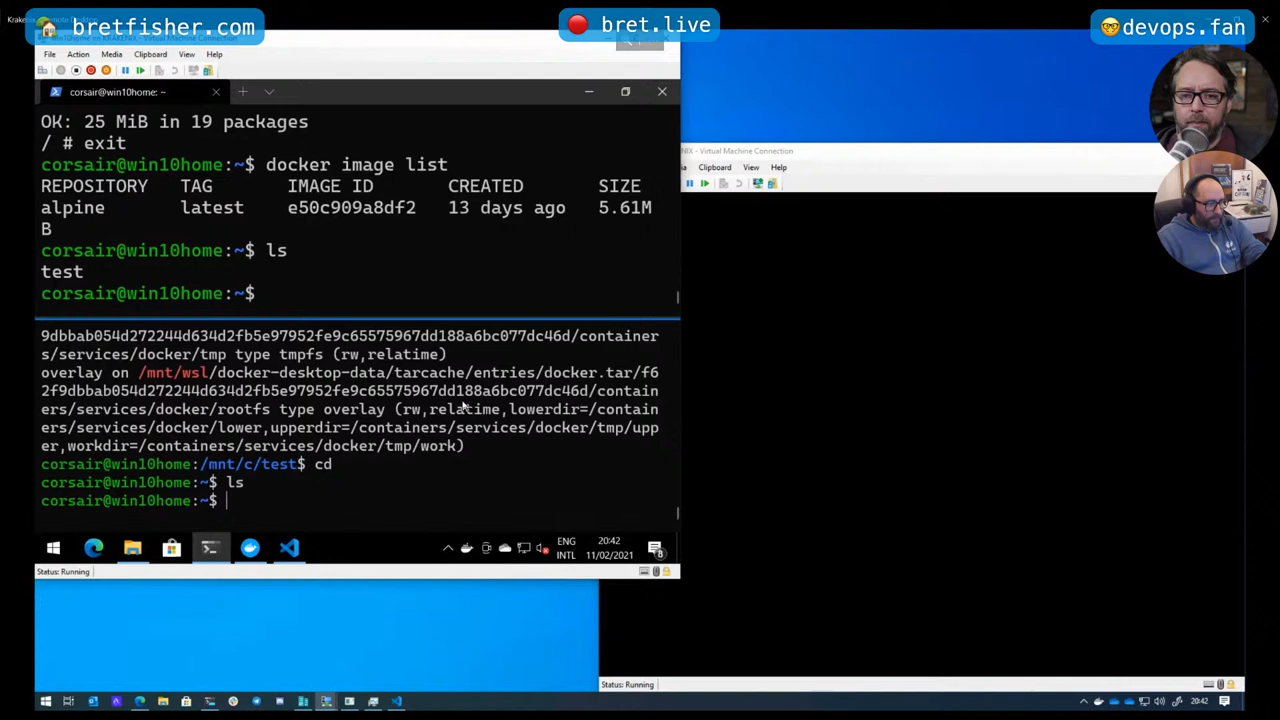 bretfisher.com
bret.live
devops.fan
File Action Media Clipboard View Help
corsair@win10home: ~
OK: 25 MiB in 19 packages
/ # exit
corsair@win10home:~$ docker image list
REPOSITORY TAG IMAGE ID CREATED SIZE
alpine latest e50c909a8df2 13 days ago 5.61M
B
corsair@win10home:~$ ls
test
corsair@win10home:~$
9dbbab054d272244d634d2fb5e97952fe9c65575967dd188a6bc077dc46d/container
s/services/docker/tmp type tmpfs (rw,relatime)
overlay on /mnt/wsl/docker-desktop-data/tarcache/entries/docker.tar/f6
2f9dbbab054d272244d634d2fb5e97952fe9c65575967dd188a6bc077dc46d/contain
ers/services/docker/rootfs type overlay (rw,relatime,lowerdir=/contain
ers/services/docker/lower,upperdir=/containers/services/docker/tmp/upp
er,workdir=/containers/services/docker/tmp/work)
corsair@win10home:/mnt/c/test$ cd
corsair@win10home:~$ ls
corsair@win10home:~$
ENG
INTL
20:42
11/02/2021
8
Status: Running
- Virtual Machine Connection
Clipboard View Help
Status: Running
20:42